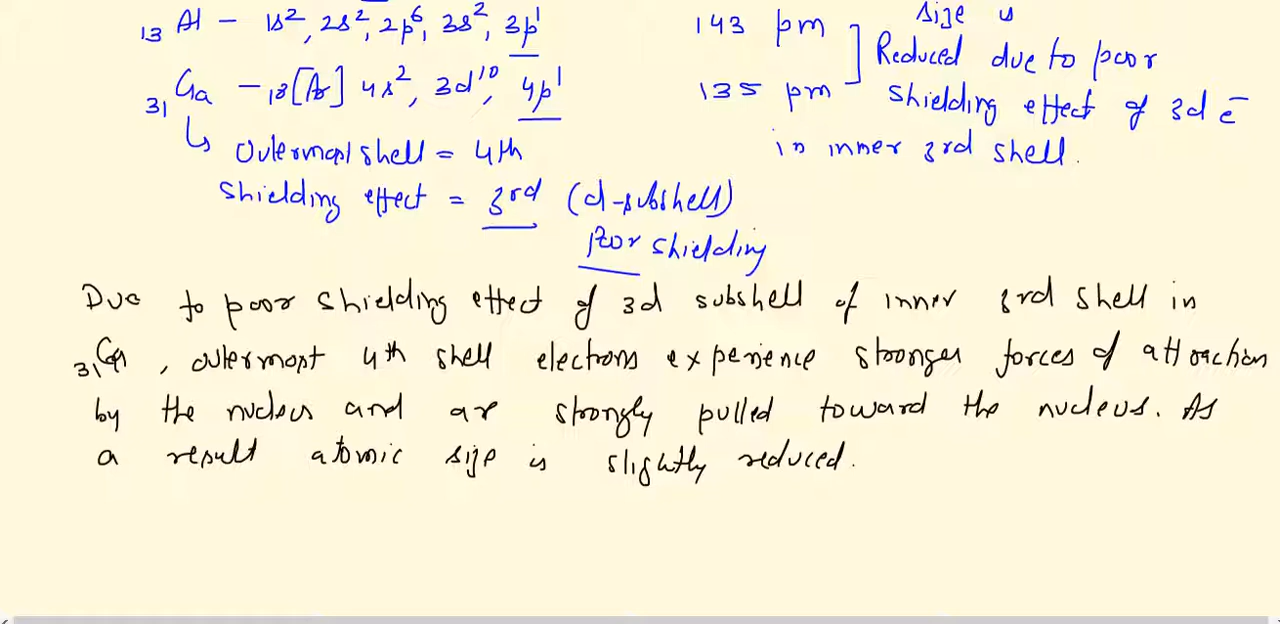 13 Al – 1s², 2s², 2p⁶, 3s², 3p¹ 143 pm size is
31 Ga – 18[Ar] 4s², 3d¹⁰, 4p¹ 135 pm Reduced due to poor
shielding effect of 3d e⁻
in inner 3rd shell.
↳ Outermost shell = 4th
Shielding effect = 3rd (d-subshell)
Poor shielding
Due to poor shielding effect of 3d subshell of inner 3rd shell in
31Ga, outermost 4th shell electrons experience stronger forces of attraction
by the nucleus and are strongly pulled toward the nucleus. As
a result atomic size is slightly reduced.